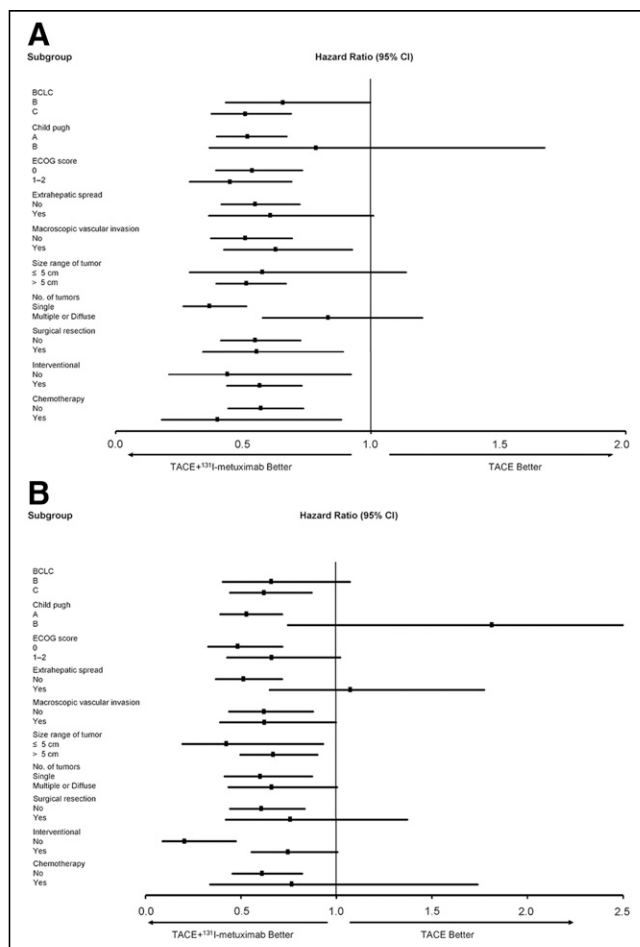 A
Subgroup Hazard Ratio (95% CI)
BCLC
B
C
Child pugh
A
B
ECOG score
0
1–2
Extrahepatic spread
No
Yes
Macroscopic vascular invasion
No
Yes
Size range of tumor
≤ 5 cm
> 5 cm
No. of tumors
Single
Multiple or Diffuse
Surgical resection
No
Yes
Interventional
No
Yes
Chemotherapy
No
Yes
0.0 0.5 1.0 1.5 2.0
TACE+¹³¹I-metuximab Better TACE Better
B
Subgroup Hazard Ratio (95% CI)
BCLC
B
C
Child pugh
A
B
ECOG score
0
1–2
Extrahepatic spread
No
Yes
Macroscopic vascular invasion
No
Yes
Size range of tumor
≤ 5 cm
> 5 cm
No. of tumors
Single
Multiple or Diffuse
Surgical resection
No
Yes
Interventional
No
Yes
Chemotherapy
No
Yes
0.0 0.5 1.0 1.5 2.0 2.5
TACE+¹³¹I-metuximab Better TACE Better